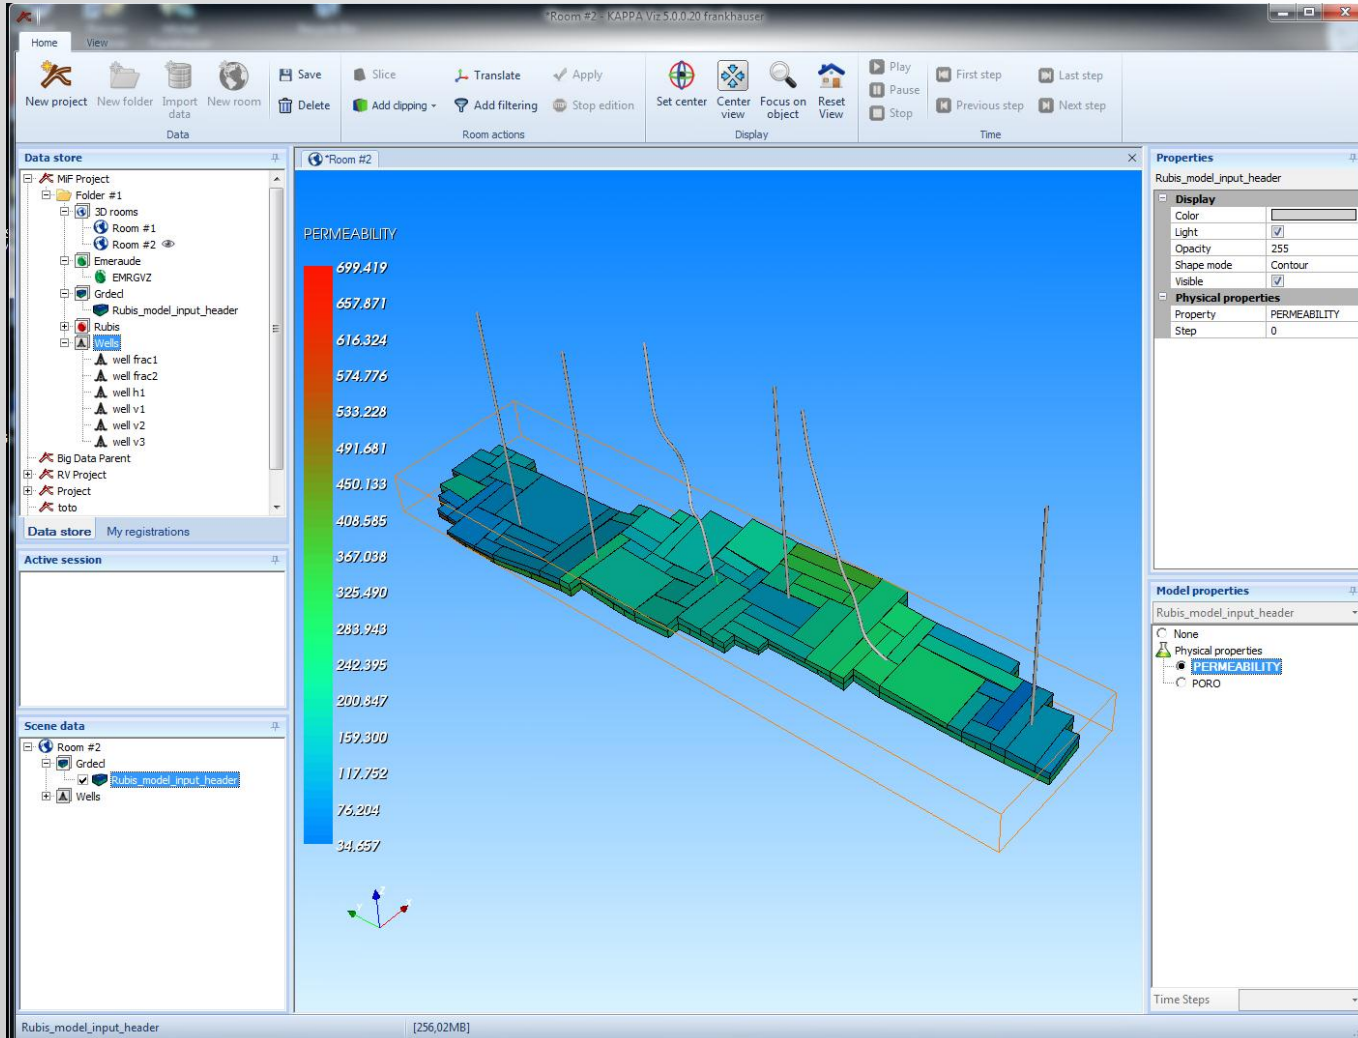 *Room #2 - KAPPA Viz 5.0.0.20 frankhauser
Home View
New project New folder Import data New room
Save
Delete
Data
Slice Translate Apply
Add clipping Add filtering Stop edition
Room actions
Set center Center view Focus on object Reset View
Display
Play
Pause
Stop
First step Last step
Previous step Next step
Time
Data store
MiF Project
Folder #1
3D rooms
Room #1
Room #2
Emeraude
EMRGVZ
Grdecl
Rubis_model_input_header
Rubis
Wells
well frac1
well frac2
well h1
well v1
well v2
well v3
Big Data Parent
RV Project
Project
toto
Data store My registrations
Active session
Scene data
Room #2
Grdecl
Rubis_model_input_header
Wells
*Room #2
PERMEABILITY
699.419
657.871
616.324
574.776
533.228
491.681
450.133
408.585
367.038
325.490
283.943
242.395
200.847
159.300
117.752
76.204
34.657
Properties
Rubis_model_input_header
Display
Color
Light
Opacity 255
Shape mode Contour
Visible
Physical properties
Property PERMEABILITY
Step 0
Model properties
Rubis_model_input_header
None
Physical properties
PERMEABILITY
PORO
Time Steps
Rubis_model_input_header [256,02MB]